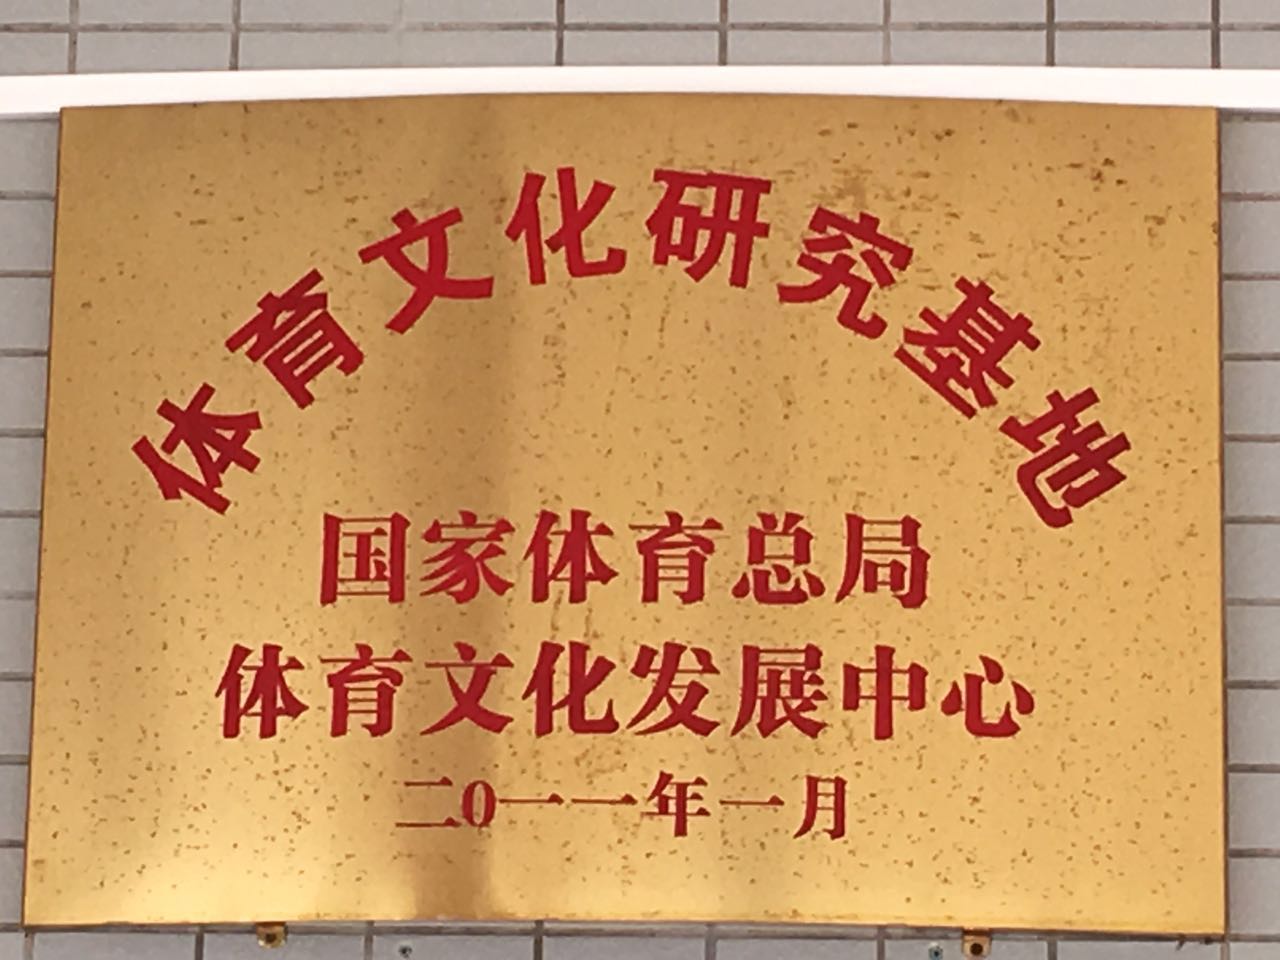 体育文化研究基地
国家体育总局
体育文化发展中心
二0一一年一月